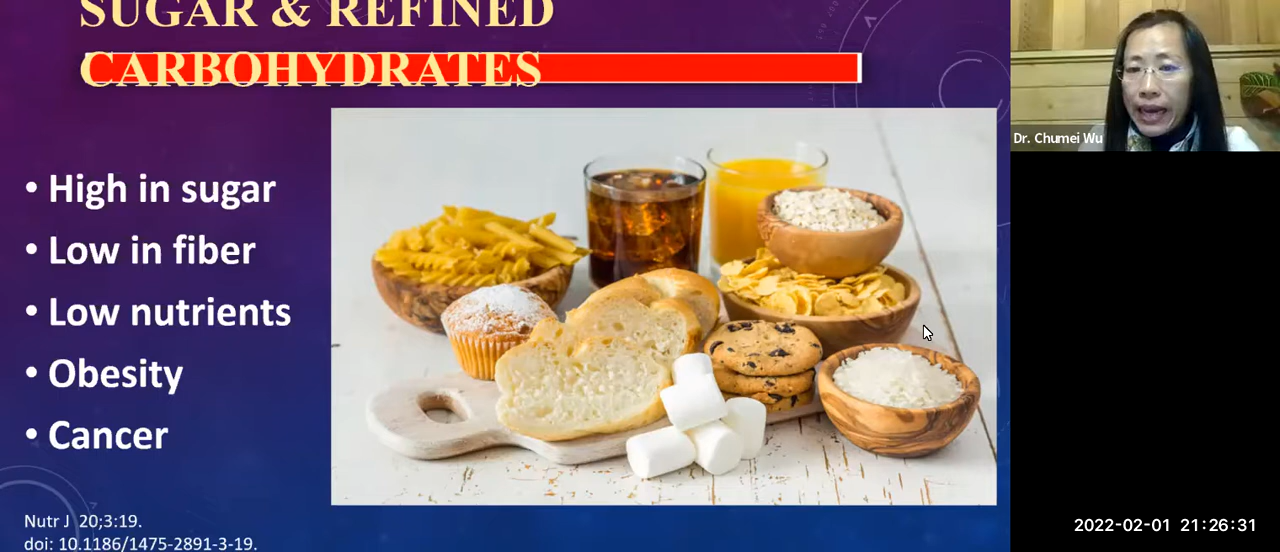 SUGAR & REFINED
CARBOHYDRATES
• High in sugar
• Low in fiber
• Low nutrients
• Obesity
• Cancer
Nutr J 20;3:19.
doi: 10.1186/1475-2891-3-19.
Dr. Chumei Wu
2022-02-01 21:26:31